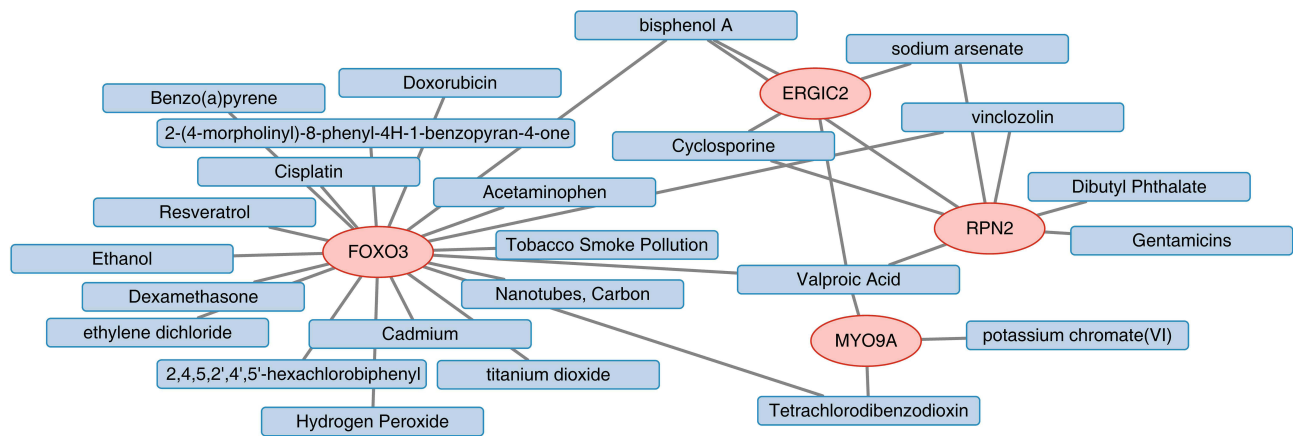 bisphenol A
sodium arsenate
Doxorubicin
ERGIC2
Benzo(a)pyrene
vinclozolin
2-(4-morpholinyl)-8-phenyl-4H-1-benzopyran-4-one
Cyclosporine
Cisplatin
Acetaminophen
Dibutyl Phthalate
Resveratrol
RPN2
Tobacco Smoke Pollution
Gentamicins
FOXO3
Ethanol
Valproic Acid
Dexamethasone
Nanotubes, Carbon
ethylene dichloride
Cadmium
MYO9A
potassium chromate(VI)
2,4,5,2',4',5'-hexachlorobiphenyl
titanium dioxide
Tetrachlorodibenzodioxin
Hydrogen Peroxide